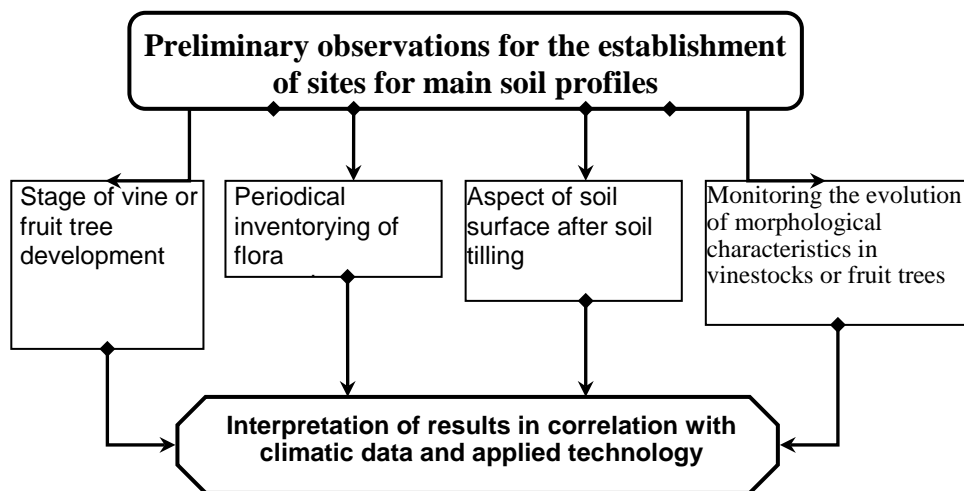 Preliminary observations for the establishment
of sites for main soil profiles
Stage of vine or
fruit tree
development
Periodical
inventorying of
flora
Aspect of soil
surface after soil
tilling
Monitoring the evolution
of morphological
characteristics in
vinestocks or fruit trees
Interpretation of results in correlation with
climatic data and applied technology